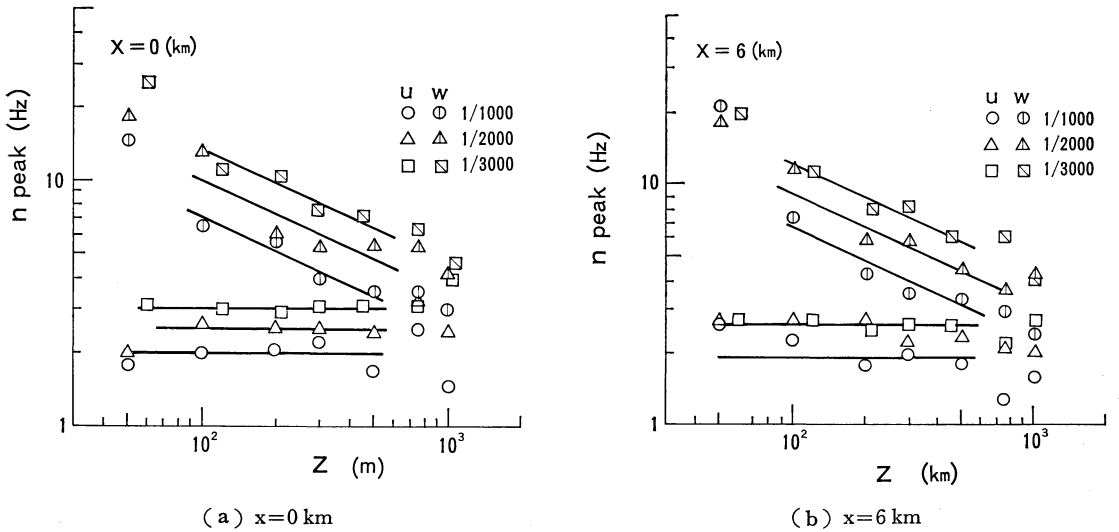 X = 0 (km)
u w
1/1000
1/2000
1/3000
n peak (Hz)
10
1
10²
10³
Z (m)
(a) x=0 km
X = 6 (km)
u w
1/1000
1/2000
1/3000
n peak (Hz)
10
1
10²
10³
Z (km)
(b) x=6 km